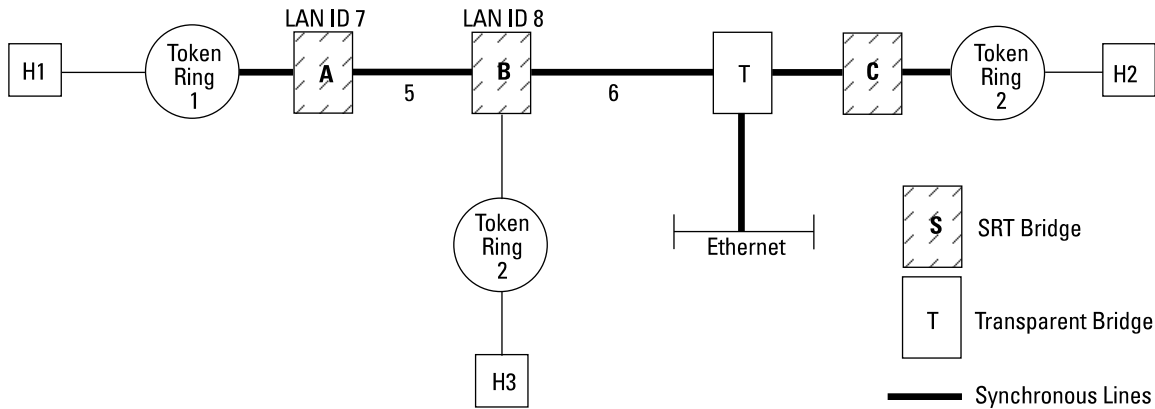 LAN ID 7
LAN ID 8
H1
Token
Ring
1
A
5
B
6
T
C
Token
Ring
2
H2
Token
Ring
2
H3
Ethernet
S
SRT Bridge
T
Transparent Bridge
Synchronous Lines